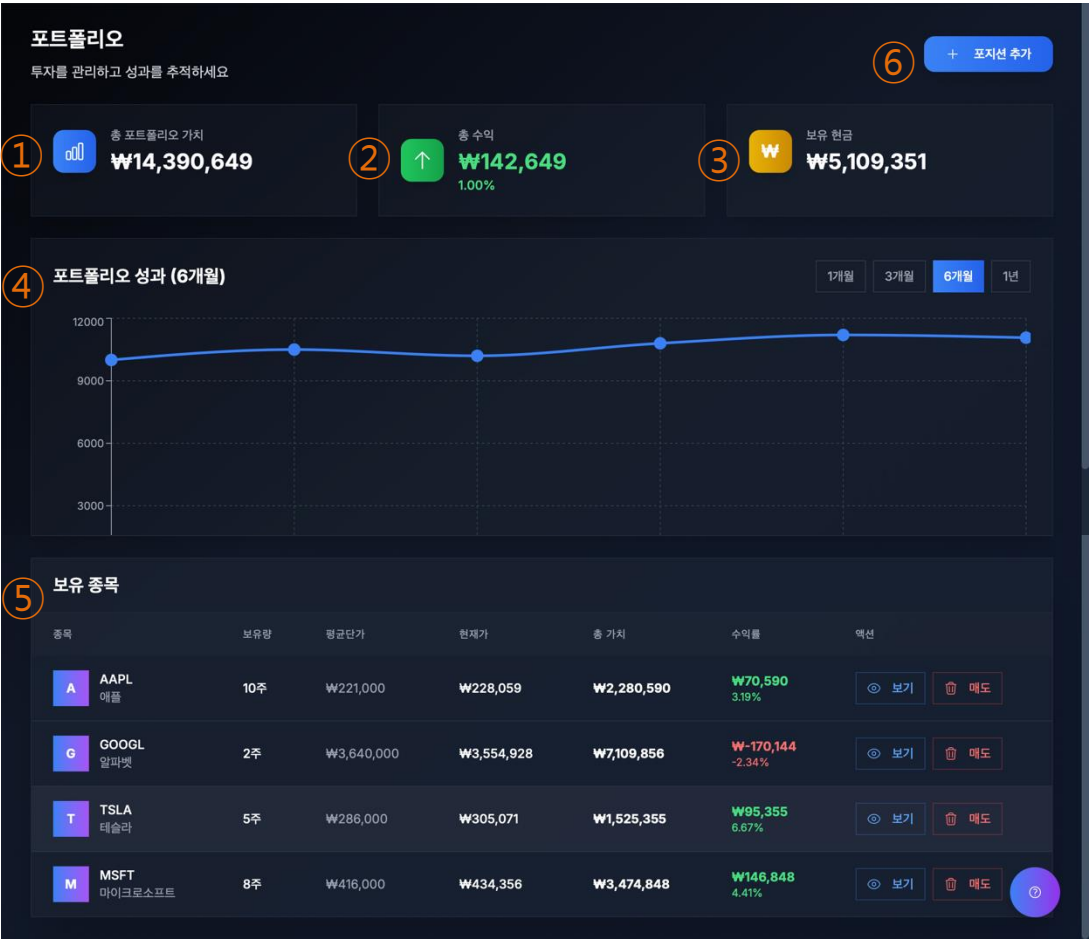 포트폴리오
투자를 관리하고 성과를 추적하세요
⑥ + 포지션 추가
① 총 포트폴리오 가치
₩14,390,649
② 총 수익
₩142,649
1.00%
③ ₩ 보유 현금
₩5,109,351
④ 포트폴리오 성과 (6개월)
1개월 3개월 6개월 1년
12000
9000
6000
3000
⑤ 보유 종목
종목 보유량 평균단가 현재가 총 가치 수익률 액션
A AAPL 애플 10주 ₩221,000 ₩228,059 ₩2,280,590 ₩70,590 3.19% 보기 매도
G GOOGL 알파벳 2주 ₩3,640,000 ₩3,554,928 ₩7,109,856 ₩-170,144 -2.34% 보기 매도
T TSLA 테슬라 5주 ₩286,000 ₩305,071 ₩1,525,355 ₩95,355 6.67% 보기 매도
M MSFT 마이크로소프트 8주 ₩416,000 ₩434,356 ₩3,474,848 ₩146,848 4.41% 보기 매도
?